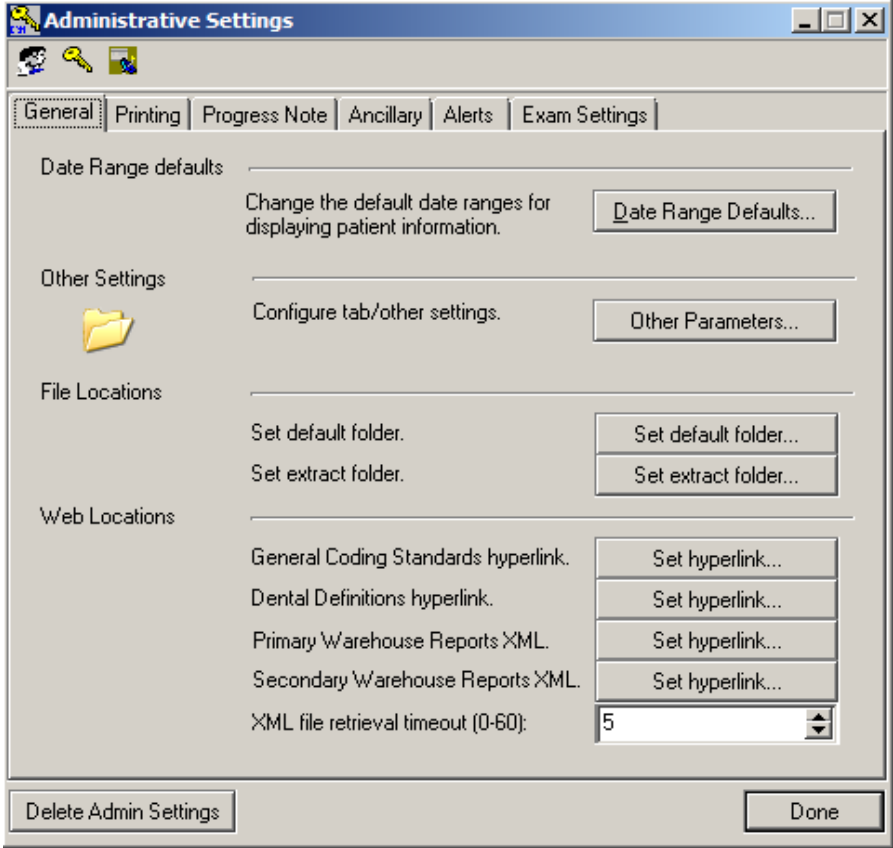 Administrative Settings
General Printing Progress Note Ancillary Alerts Exam Settings
Date Range defaults
Change the default date ranges for
displaying patient information.
Date Range Defaults...
Other Settings
Configure tab/other settings.
Other Parameters...
File Locations
Set default folder.
Set default folder...
Set extract folder.
Set extract folder...
Web Locations
General Coding Standards hyperlink.
Set hyperlink...
Dental Definitions hyperlink.
Set hyperlink...
Primary Warehouse Reports XML.
Set hyperlink...
Secondary Warehouse Reports XML.
Set hyperlink...
XML file retrieval timeout (0-60):
5
Delete Admin Settings
Done